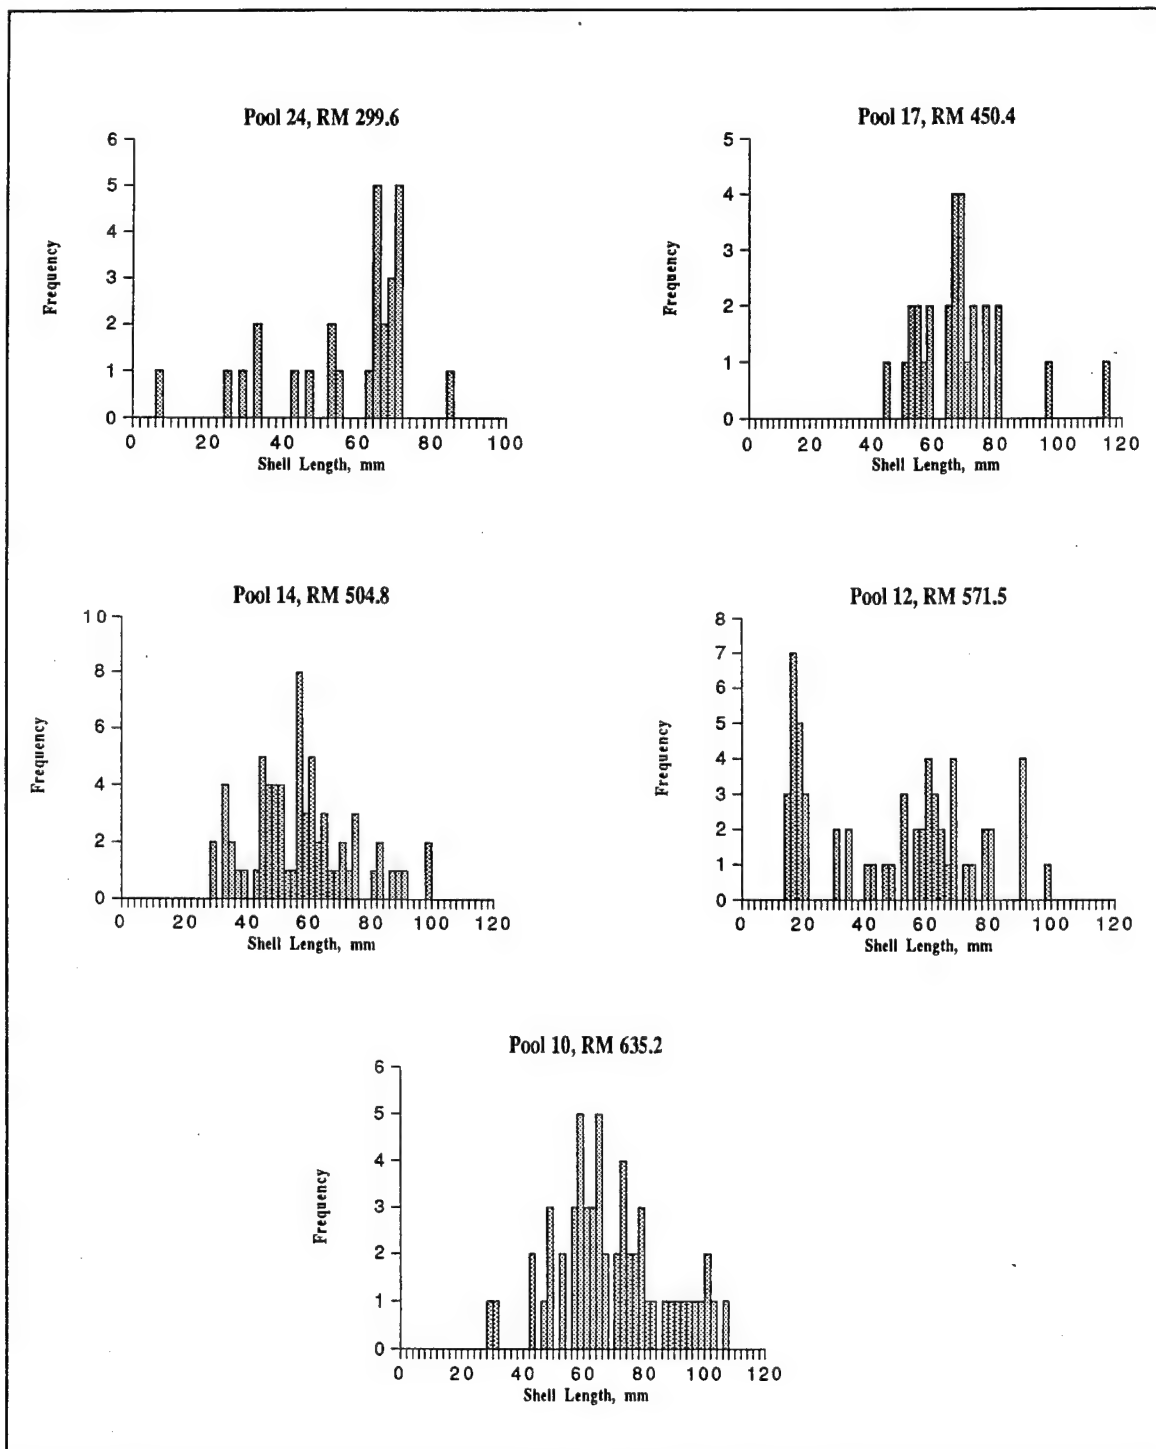 Pool 24, RM 299.6
6
5
4
3
2
1
0
Frequency
0 20 40 60 80 100
Shell Length, mm
Pool 17, RM 450.4
5
4
3
2
1
0
Frequency
0 20 40 60 80 100 120
Shell Length, mm
Pool 14, RM 504.8
10
8
6
4
2
0
Frequency
0 20 40 60 80 100 120
Shell Length, mm
Pool 12, RM 571.5
8
7
6
5
4
3
2
1
0
Frequency
0 20 40 60 80 100 120
Shell Length, mm
Pool 10, RM 635.2
6
5
4
3
2
1
0
Frequency
0 20 40 60 80 100 120
Shell Length, mm